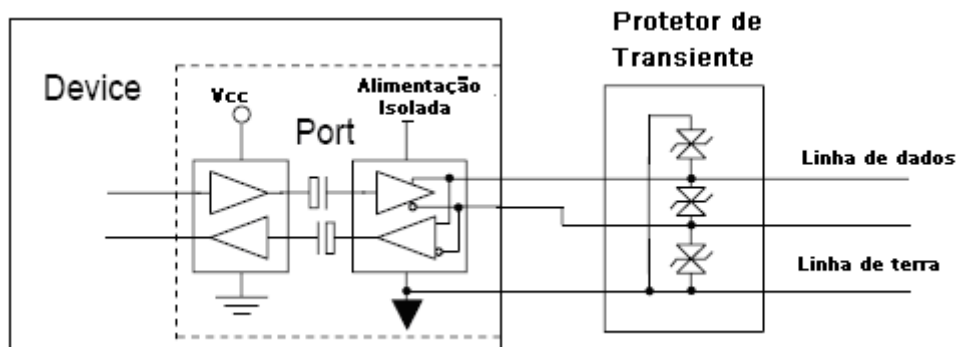 Protetor de
Transiente
Device
Alimentação
Isolada
Vcc
Port
Linha de dados
Linha de terra